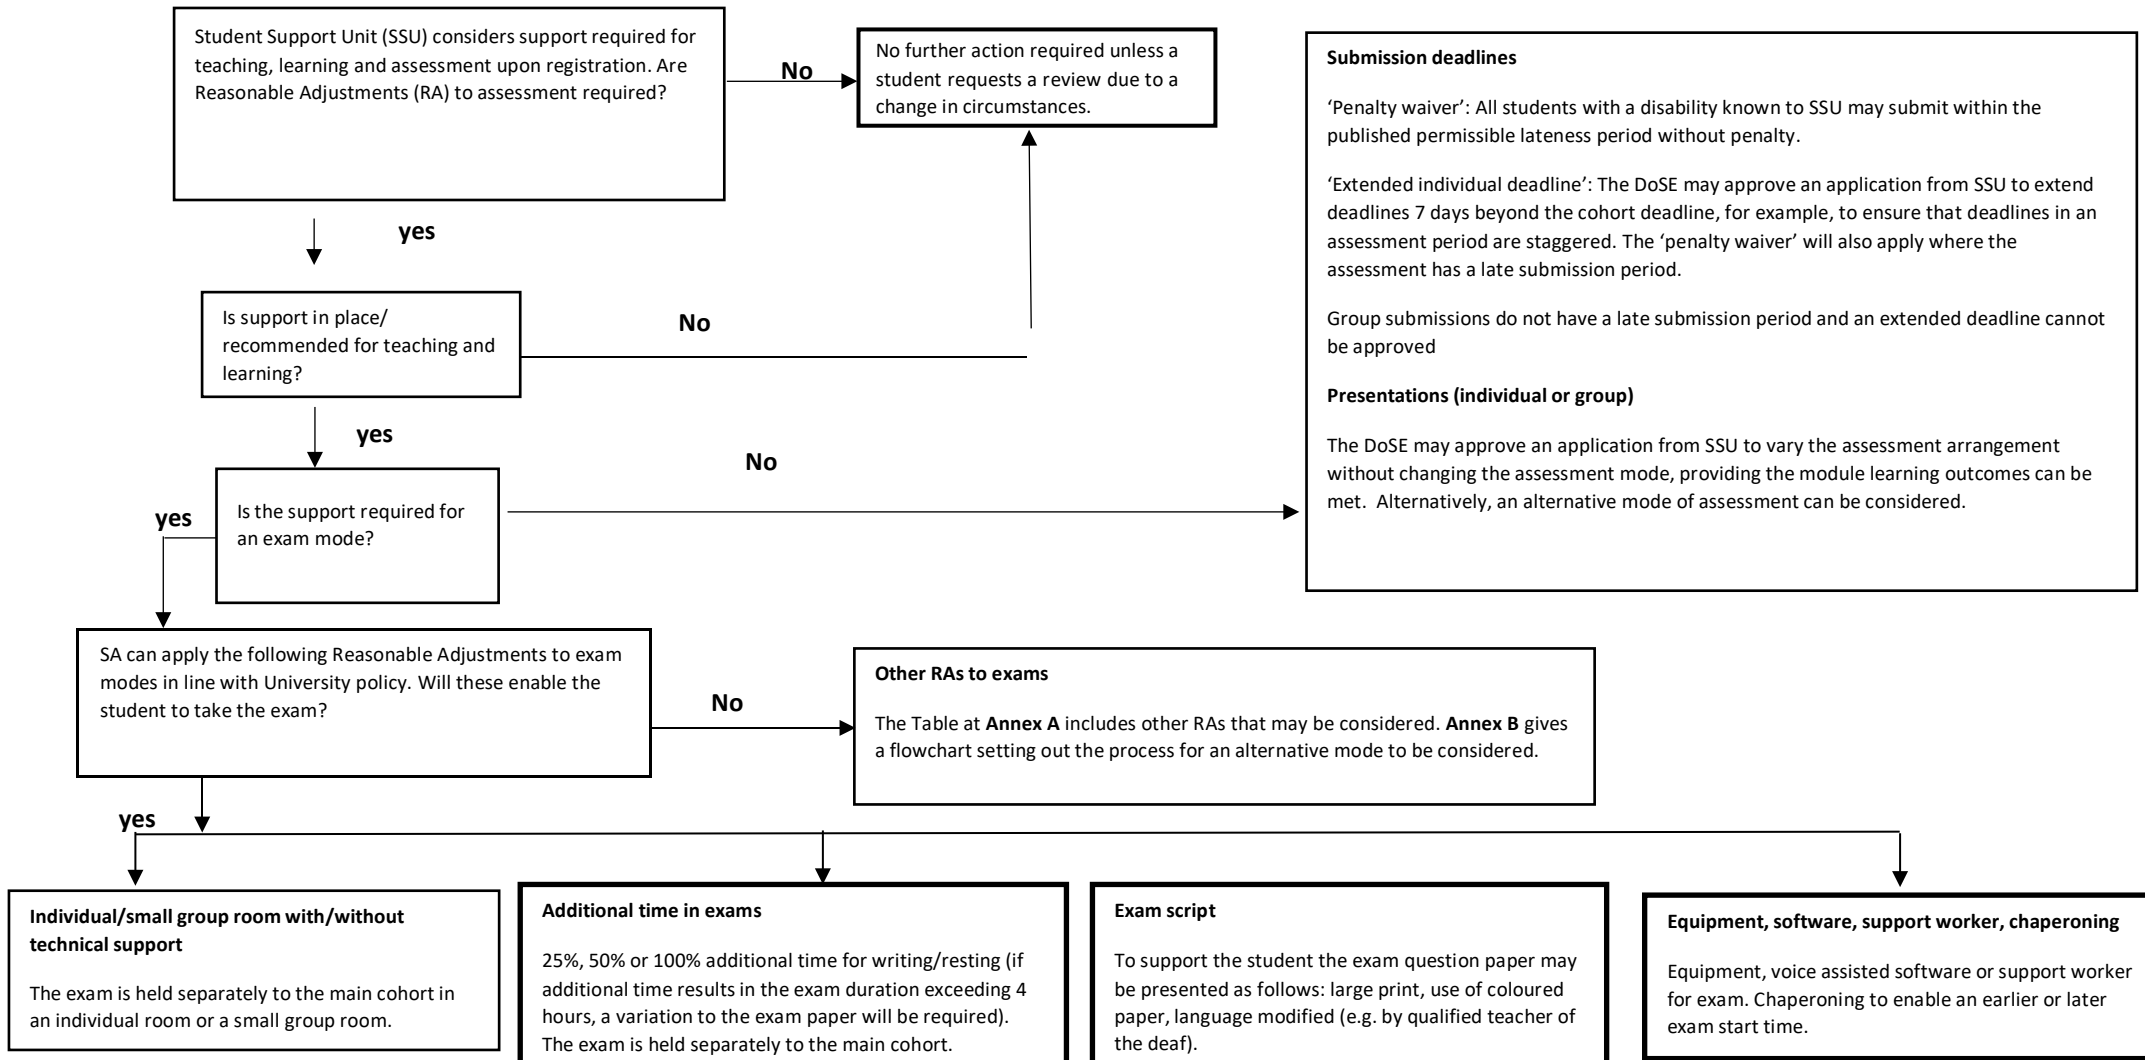 Student Support Unit (SSU) considers support required for
teaching, learning and assessment upon registration. Are
Reasonable Adjustments (RA) to assessment required?
No
No further action required unless a
student requests a review due to a
change in circumstances.
yes
Is support in place/
recommended for teaching and
learning?
No
yes
Is the support required for
an exam mode?
No
yes
Submission deadlines
‘Penalty waiver’: All students with a disability known to SSU may submit within the
published permissible lateness period without penalty.
‘Extended individual deadline’: The DoSE may approve an application from SSU to extend
deadlines 7 days beyond the cohort deadline, for example, to ensure that deadlines in an
assessment period are staggered. The ‘penalty waiver’ will also apply where the
assessment has a late submission period.
Group submissions do not have a late submission period and an extended deadline cannot
be approved
Presentations (individual or group)
The DoSE may approve an application from SSU to vary the assessment arrangement
without changing the assessment mode, providing the module learning outcomes can be
met.  Alternatively, an alternative mode of assessment can be considered.
SA can apply the following Reasonable Adjustments to exam
modes in line with University policy. Will these enable the
student to take the exam?
No
Other RAs to exams
The Table at Annex A includes other RAs that may be considered. Annex B gives
a flowchart setting out the process for an alternative mode to be considered.
yes
Individual/small group room with/without
technical support
The exam is held separately to the main cohort in
an individual room or a small group room.
Additional time in exams
25%, 50% or 100% additional time for writing/resting (if
additional time results in the exam duration exceeding 4
hours, a variation to the exam paper will be required).
The exam is held separately to the main cohort.
Exam script
To support the student the exam question paper may
be presented as follows: large print, use of coloured
paper, language modified (e.g. by qualified teacher of
the deaf).
Equipment, software, support worker, chaperoning
Equipment, voice assisted software or support worker
for exam. Chaperoning to enable an earlier or later
exam start time.